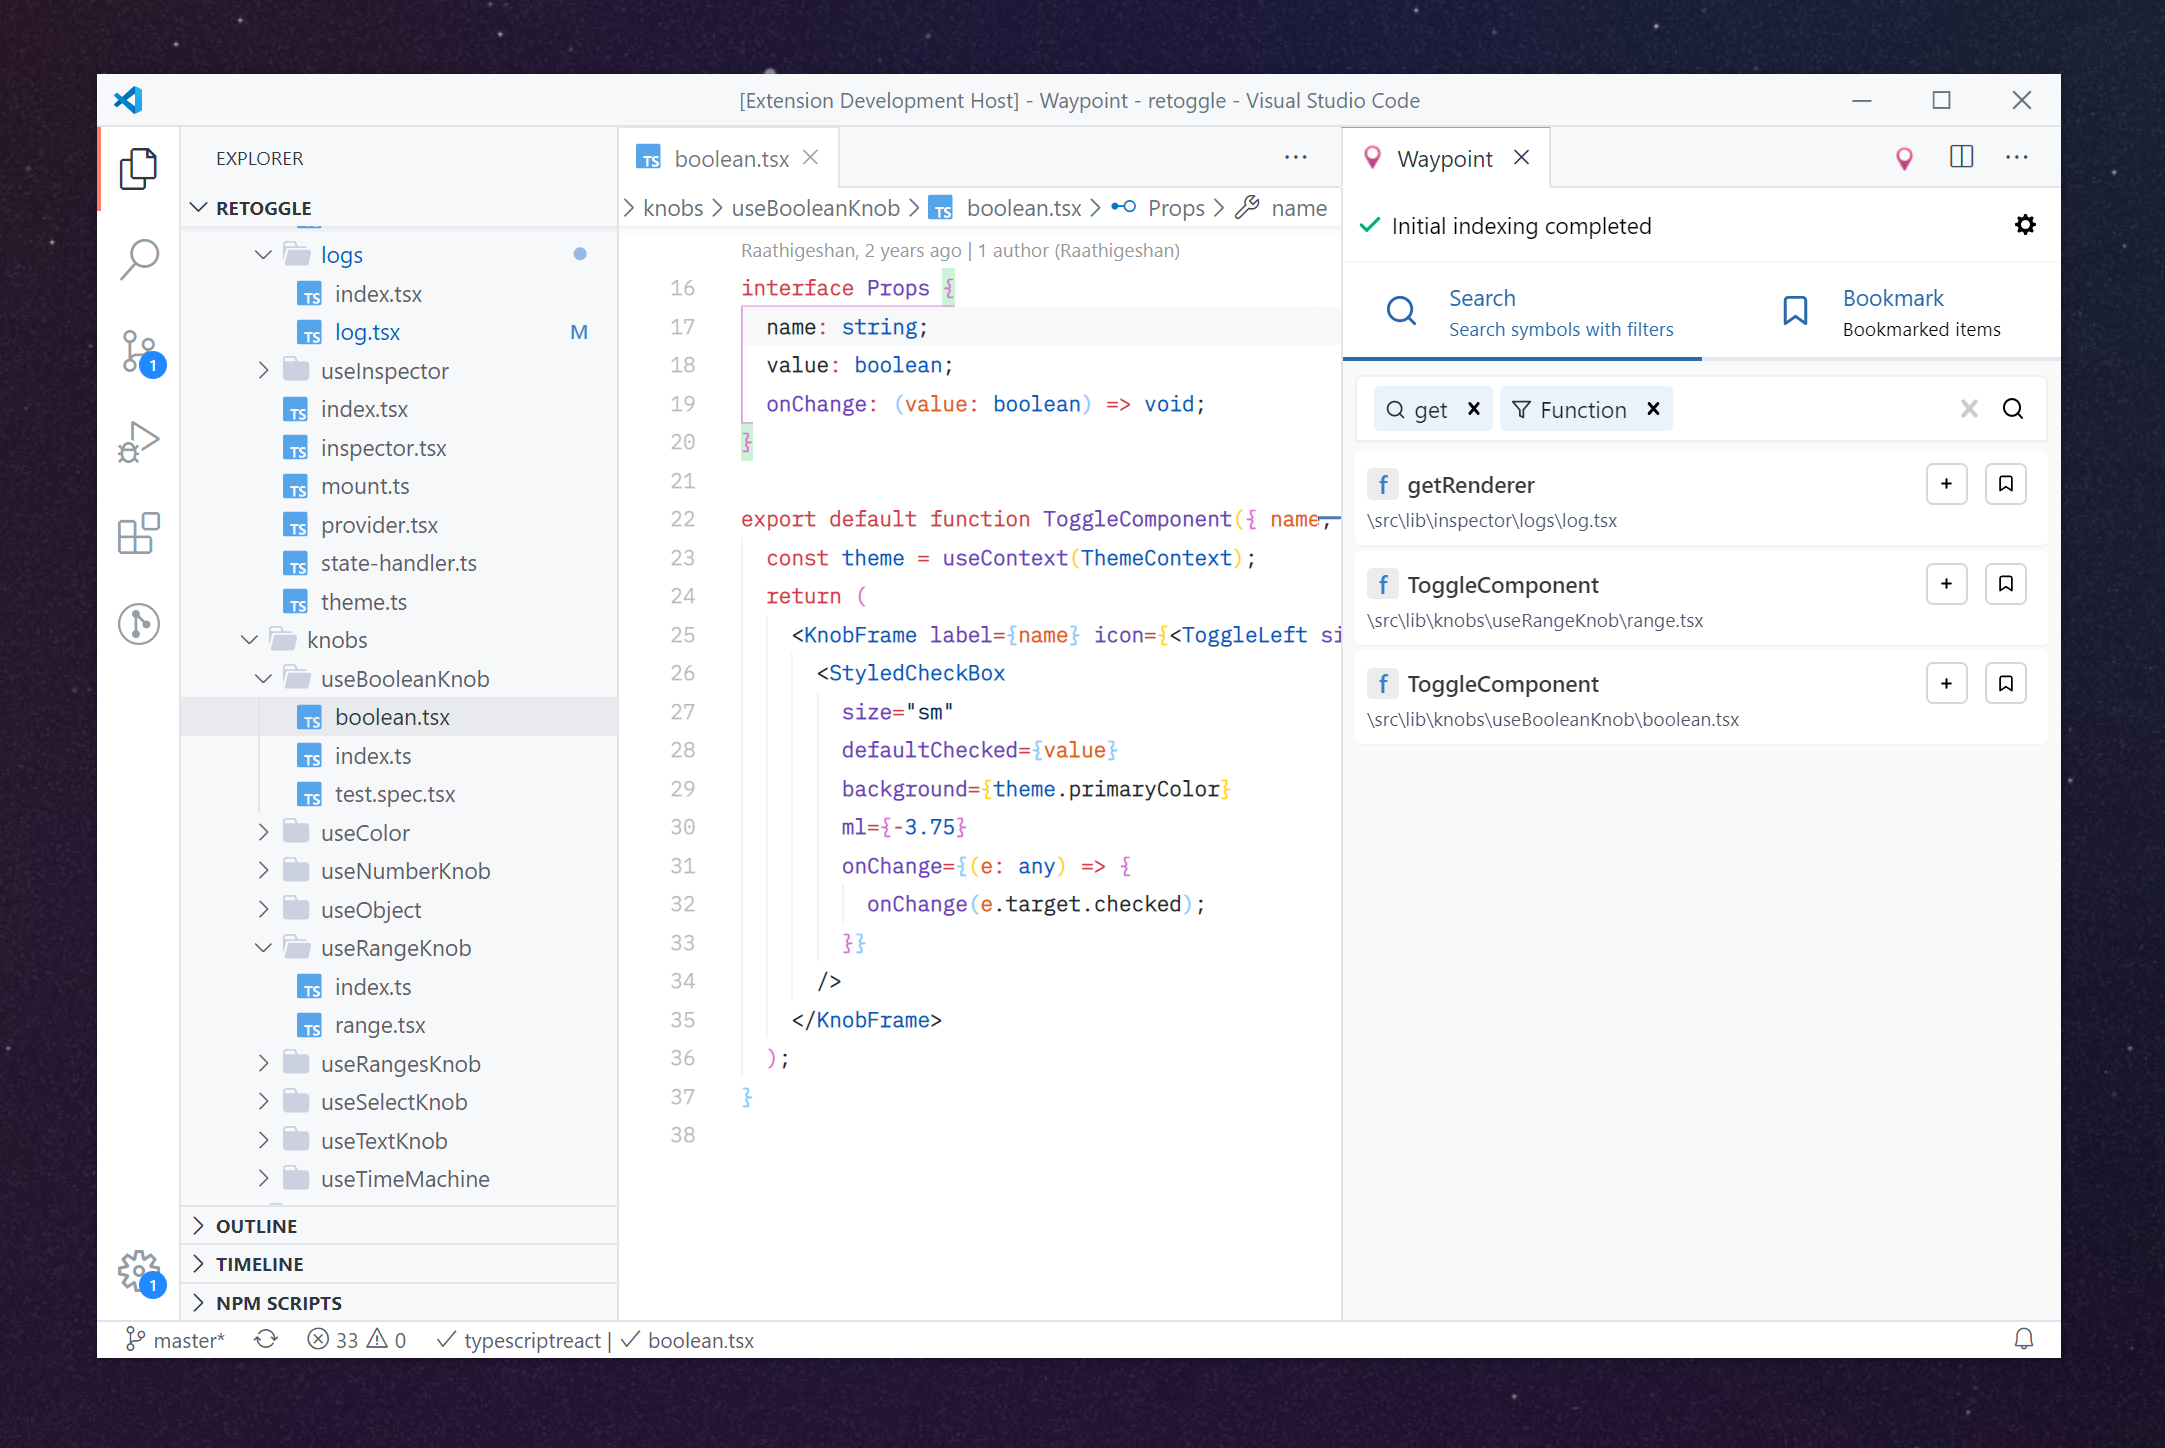 [Extension Development Host] - Waypoint - retoggle - Visual Studio Code
EXPLORER
RETOGGLE
logs
index.tsx
log.tsx M
useInspector
index.tsx
inspector.tsx
mount.ts
provider.tsx
state-handler.ts
theme.ts
knobs
useBooleanKnob
boolean.tsx
index.ts
test.spec.tsx
useColor
useNumberKnob
useObject
useRangeKnob
index.ts
range.tsx
useRangesKnob
useSelectKnob
useTextKnob
useTimeMachine
OUTLINE
TIMELINE
NPM SCRIPTS
1
1
TS boolean.tsx
knobs > useBooleanKnob > TS boolean.tsx > Props > name
Raathigeshan, 2 years ago | 1 author (Raathigeshan)
16 interface Props {
17 name: string;
18 value: boolean;
19 onChange: (value: boolean) => void;
20 }
21
22 export default function ToggleComponent({ name,
23 const theme = useContext(ThemeContext);
24 return (
25 <KnobFrame label={name} icon={<ToggleLeft si
26 <StyledCheckBox
27 size="sm"
28 defaultChecked={value}
29 background={theme.primaryColor}
30 ml={-3.75}
31 onChange={(e: any) => {
32 onChange(e.target.checked);
33 }}
34 />
35 </KnobFrame>
36 );
37 }
38
Waypoint
Initial indexing completed
Search
Search symbols with filters
Bookmark
Bookmarked items
get Function
f getRenderer
\src\lib\inspector\logs\log.tsx
f ToggleComponent
\src\lib\knobs\useRangeKnob\range.tsx
f ToggleComponent
\src\lib\knobs\useBooleanKnob\boolean.tsx
master* 33 0 typescriptreact | boolean.tsx